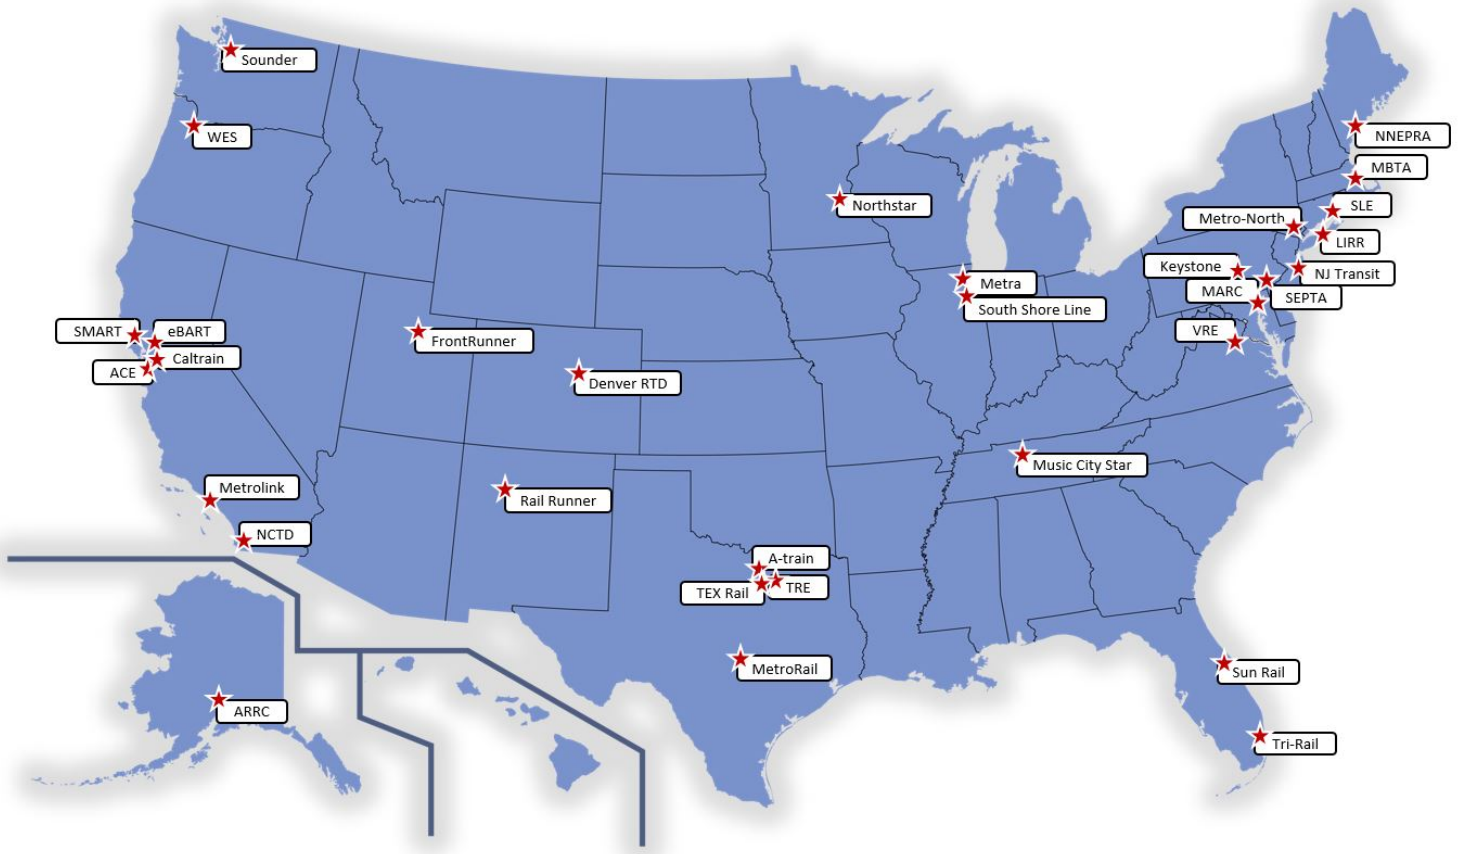 Sounder
WES
NNEPRA
MBTA
Northstar
SLE
Metro-North
LIRR
Keystone
NJ Transit
Metra
MARC
SEPTA
South Shore Line
SMART
eBART
VRE
FrontRunner
Caltrain
ACE
Denver RTD
Music City Star
Metrolink
Rail Runner
NCTD
A-train
TEX Rail
TRE
MetroRail
Sun Rail
ARRC
Tri-Rail